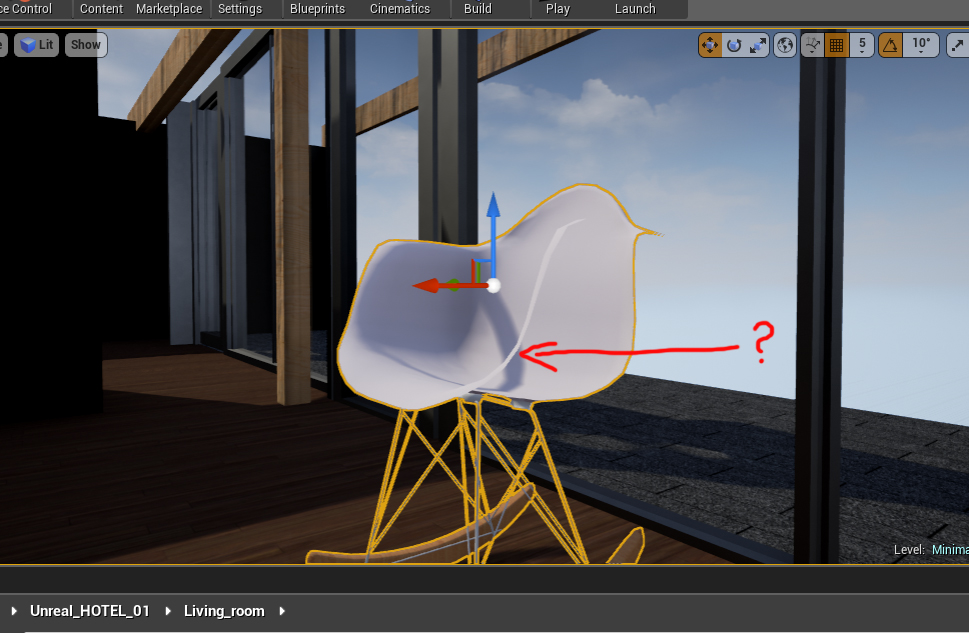 ce Control Content Marketplace Settings Blueprints Cinematics Build Play Launch
Lit Show 5 10°
?
Level: Minima
Unreal_HOTEL_01 Living_room